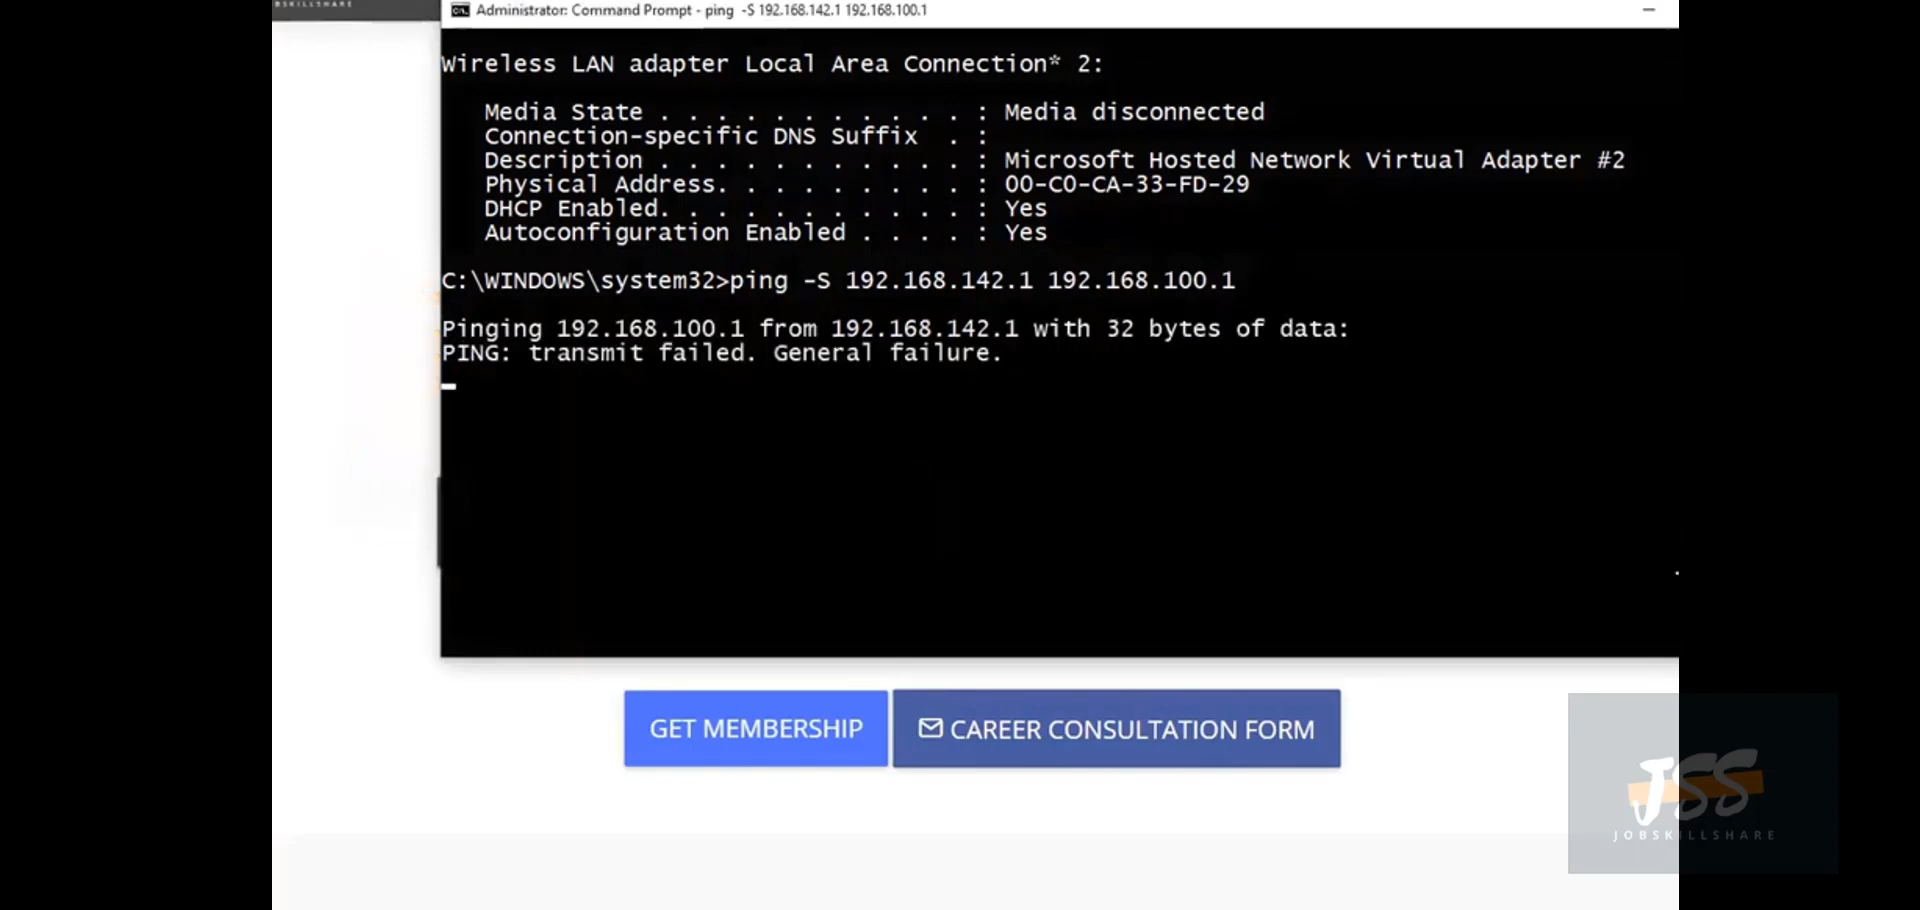 BSKILLSHARE
Administrator: Command Prompt - ping -S 192.168.142.1 192.168.100.1
Wireless LAN adapter Local Area Connection* 2:
Media State . . . . . . . . . . . : Media disconnected
Connection-specific DNS Suffix . :
Description . . . . . . . . . . . : Microsoft Hosted Network Virtual Adapter #2
Physical Address. . . . . . . . . : 00-C0-CA-33-FD-29
DHCP Enabled. . . . . . . . . . . : Yes
Autoconfiguration Enabled . . . . : Yes
C:\WINDOWS\system32>ping -S 192.168.142.1 192.168.100.1
Pinging 192.168.100.1 from 192.168.142.1 with 32 bytes of data:
PING: transmit failed. General failure.
GET MEMBERSHIP
CAREER CONSULTATION FORM
JSS
JOBSKILLSHARE